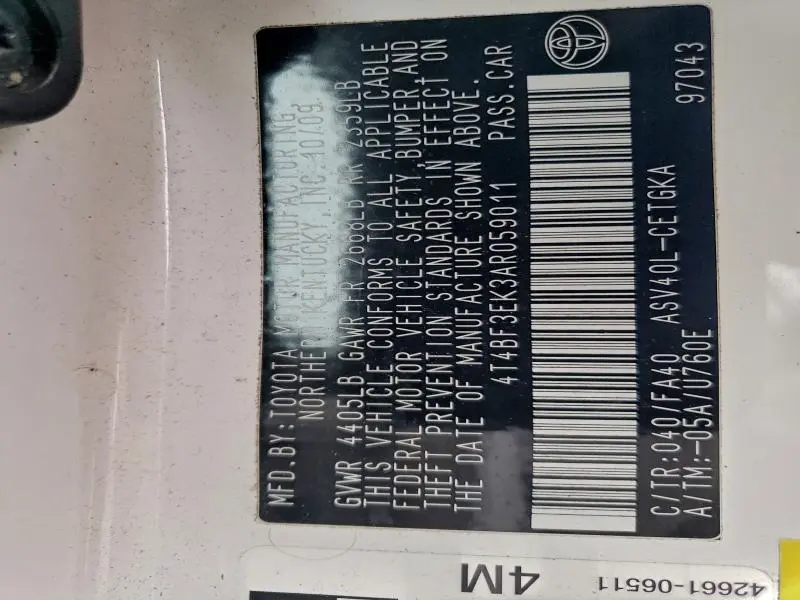 MFD.BY:TOYOTA MOTOR MANUFACTURING
NORTHERN KENTUCKY, INC. 10/09
GVWR 4405LB GAWR FR 2668LB RR 2359LB
THIS VEHICLE CONFORMS TO ALL APPLICABLE
FEDERAL MOTOR VEHICLE SAFETY, BUMPER, AND
THEFT PREVENTION STANDARDS IN EFFECT ON
THE DATE OF MANUFACTURE SHOWN ABOVE.
4T4BF3EK3AR059011 PASS.CAR
C/TR:040/FA40 ASV40L-CETGKA
A/TM:-05A/U760E 97043
4M
42661-06511